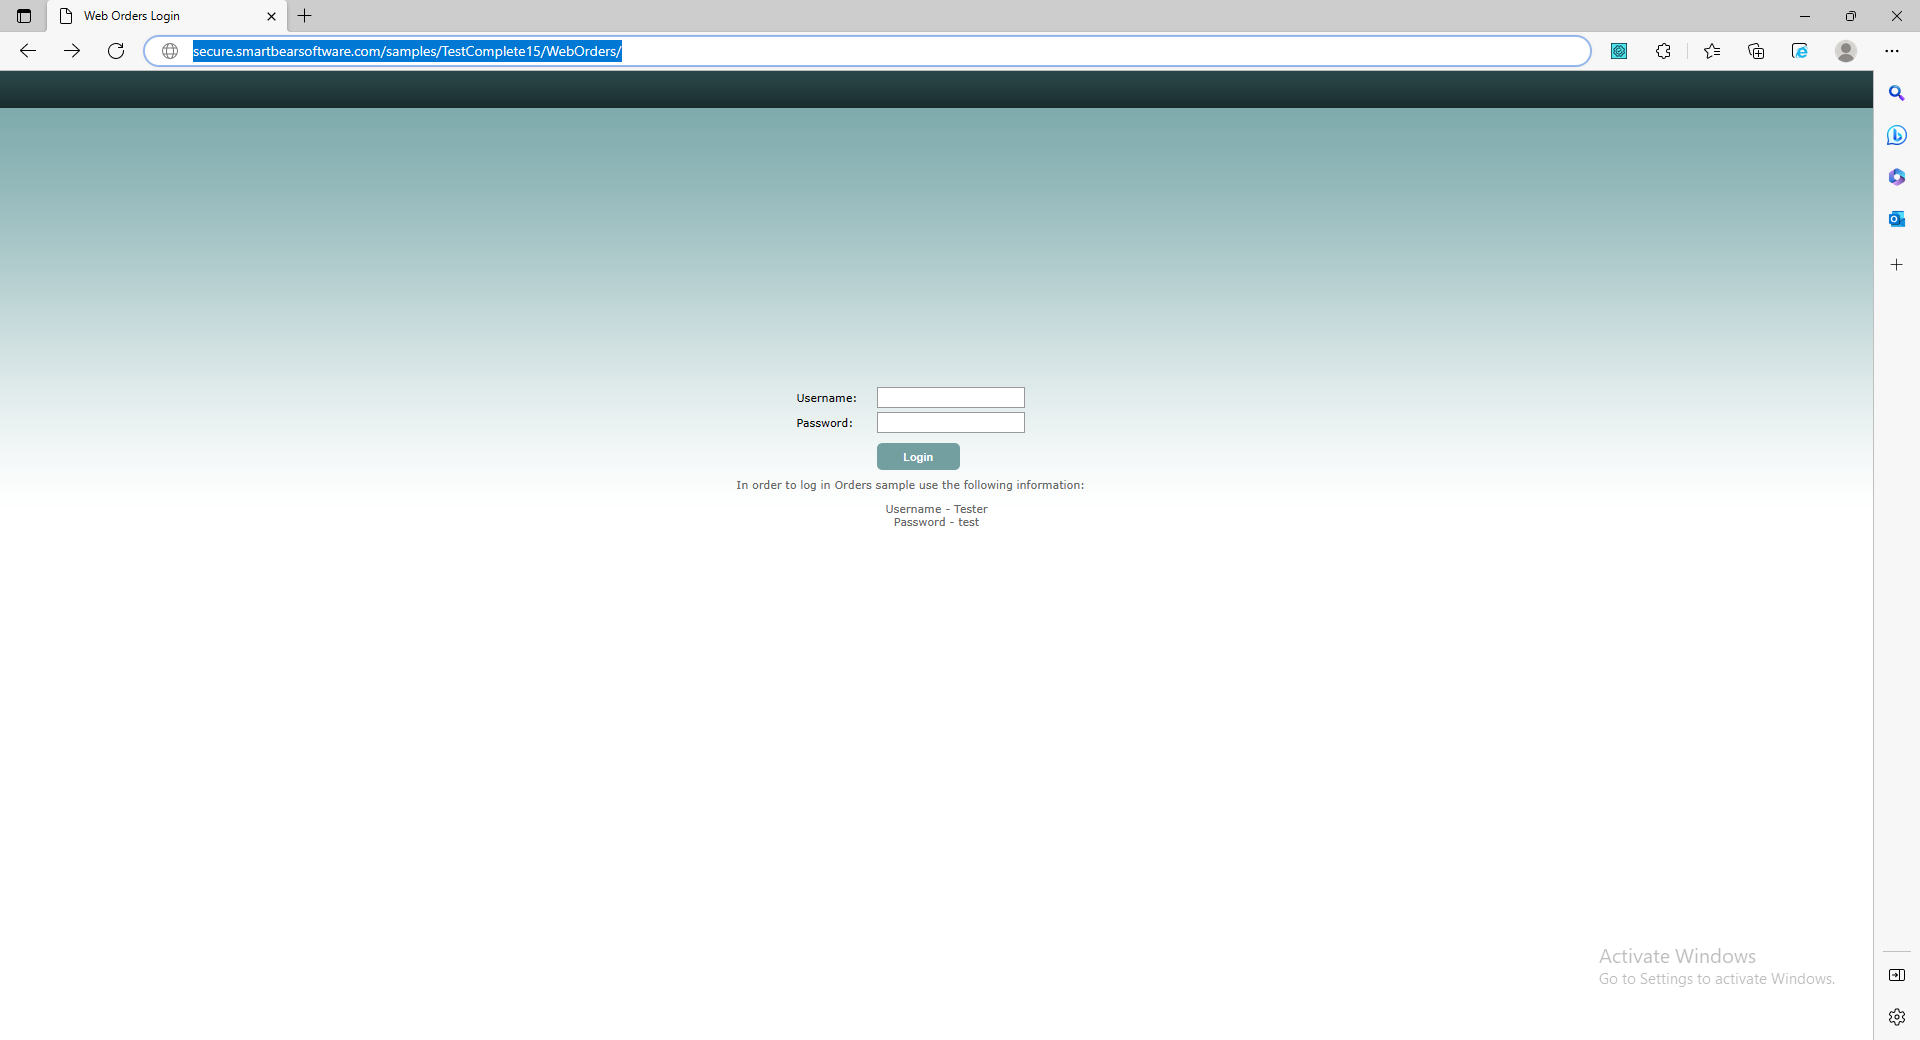 Web Orders Login
secure.smartbearsoftware.com/samples/TestComplete15/WebOrders/
Username:
Password:
Login
In order to log in Orders sample use the following information:
Username - Tester
Password - test
Activate Windows
Go to Settings to activate Windows.